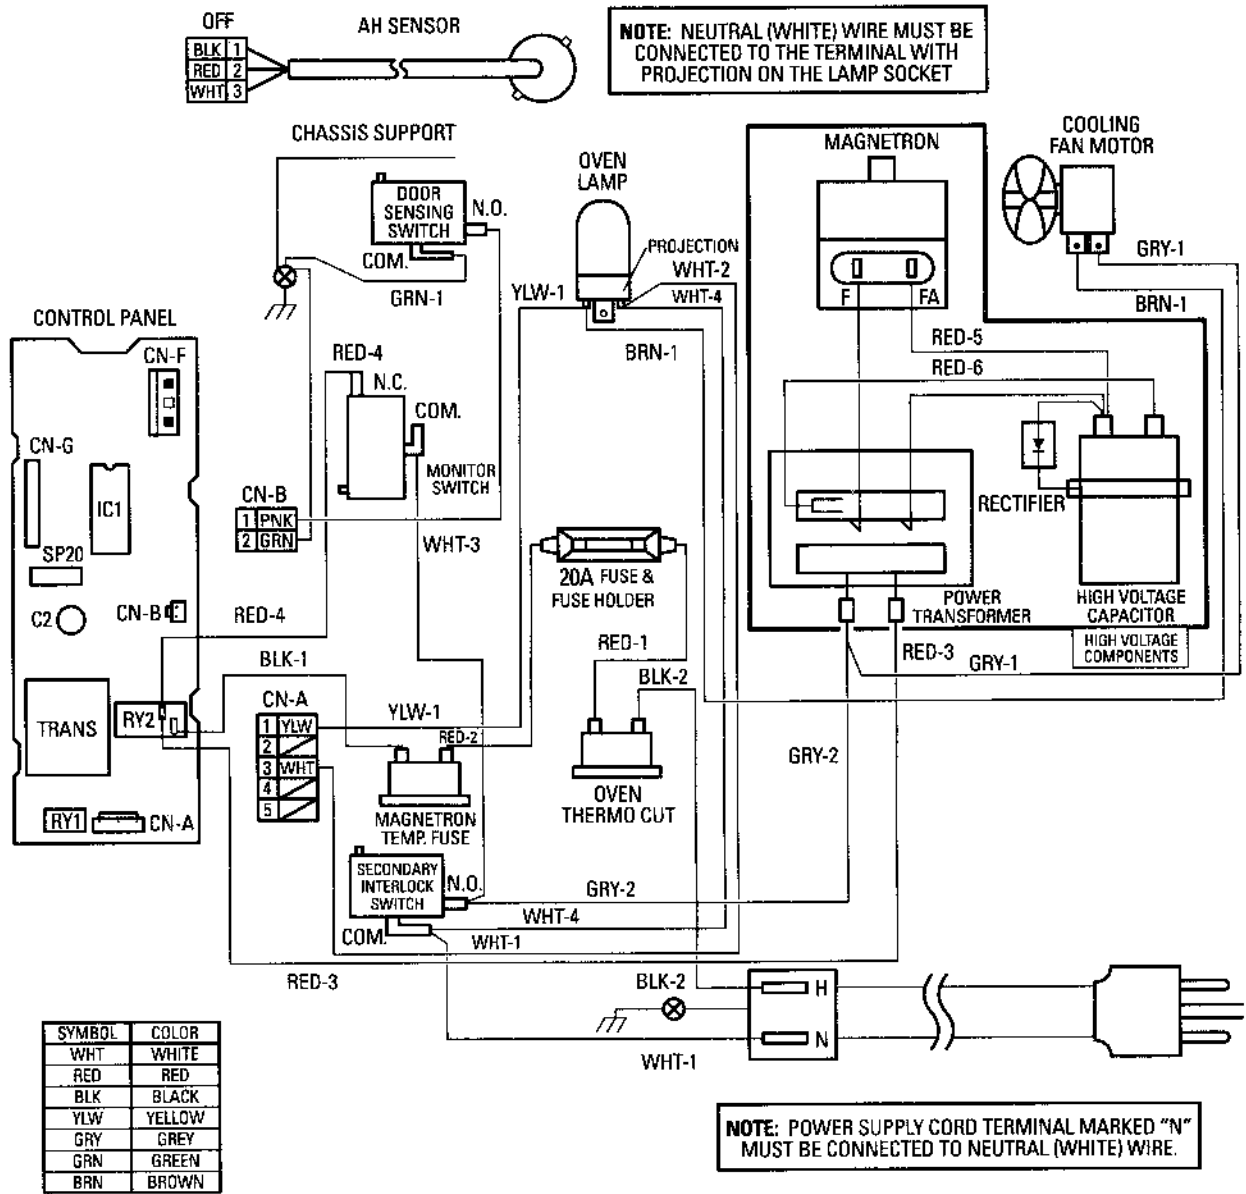 OFF
BLK 1
RED 2
WHT 3
AH SENSOR
NOTE: NEUTRAL (WHITE) WIRE MUST BE
CONNECTED TO THE TERMINAL WITH
PROJECTION ON THE LAMP SOCKET
CHASSIS SUPPORT
DOOR
SENSING
SWITCH
N.O.
COM.
GRN-1
OVEN
LAMP
PROJECTION
WHT-2
WHT-4
YLW-1
BRN-1
MAGNETRON
F
FA
COOLING
FAN MOTOR
GRY-1
BRN-1
RED-5
RED-6
RECTIFIER
HIGH VOLTAGE
CAPACITOR
POWER
TRANSFORMER
HIGH VOLTAGE
COMPONENTS
CONTROL PANEL
CN-F
CN-G
IC1
SP20
C2
CN-B
TRANS
RY2
RY1
CN-A
RED-4
N.C.
COM.
MONITOR
SWITCH
CN-B
1 PNK
2 GRN
WHT-3
20A FUSE &
FUSE HOLDER
RED-4
BLK-1
RED-1
BLK-2
RED-3
GRY-1
CN-A
1 YLW
2
3 WHT
4
5
YLW-1
RED-2
MAGNETRON
TEMP. FUSE
OVEN
THERMO CUT
GRY-2
SECONDARY
INTERLOCK
SWITCH
N.O.
COM.
GRY-2
WHT-4
WHT-1
RED-3
BLK-2
H
N
WHT-1
SYMBOL COLOR
WHT WHITE
RED RED
BLK BLACK
YLW YELLOW
GRY GREY
GRN GREEN
BRN BROWN
NOTE: POWER SUPPLY CORD TERMINAL MARKED "N"
MUST BE CONNECTED TO NEUTRAL (WHITE) WIRE.